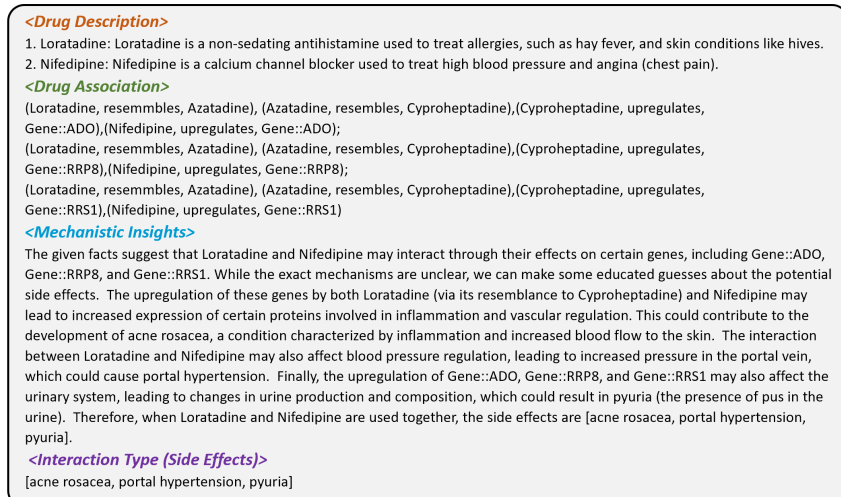 <Drug Description>
1. Loratadine: Loratadine is a non-sedating antihistamine used to treat allergies, such as hay fever, and skin conditions like hives.
2. Nifedipine: Nifedipine is a calcium channel blocker used to treat high blood pressure and angina (chest pain).
<Drug Association>
(Loratadine, resemmbles, Azatadine), (Azatadine, resembles, Cyproheptadine),(Cyproheptadine, upregulates,
Gene::ADO),(Nifedipine, upregulates, Gene::ADO);
(Loratadine, resemmbles, Azatadine), (Azatadine, resembles, Cyproheptadine),(Cyproheptadine, upregulates,
Gene::RRP8),(Nifedipine, upregulates, Gene::RRP8);
(Loratadine, resemmbles, Azatadine), (Azatadine, resembles, Cyproheptadine),(Cyproheptadine, upregulates,
Gene::RRS1),(Nifedipine, upregulates, Gene::RRS1)
<Mechanistic Insights>
The given facts suggest that Loratadine and Nifedipine may interact through their effects on certain genes, including Gene::ADO,
Gene::RRP8, and Gene::RRS1. While the exact mechanisms are unclear, we can make some educated guesses about the potential
side effects.  The upregulation of these genes by both Loratadine (via its resemblance to Cyproheptadine) and Nifedipine may
lead to increased expression of certain proteins involved in inflammation and vascular regulation. This could contribute to the
development of acne rosacea, a condition characterized by inflammation and increased blood flow to the skin.  The interaction
between Loratadine and Nifedipine may also affect blood pressure regulation, leading to increased pressure in the portal vein,
which could cause portal hypertension.  Finally, the upregulation of Gene::ADO, Gene::RRP8, and Gene::RRS1 may also affect the
urinary system, leading to changes in urine production and composition, which could result in pyuria (the presence of pus in the
urine).  Therefore, when Loratadine and Nifedipine are used together, the side effects are [acne rosacea, portal hypertension,
pyuria].
<Interaction Type (Side Effects)>
[acne rosacea, portal hypertension, pyuria]